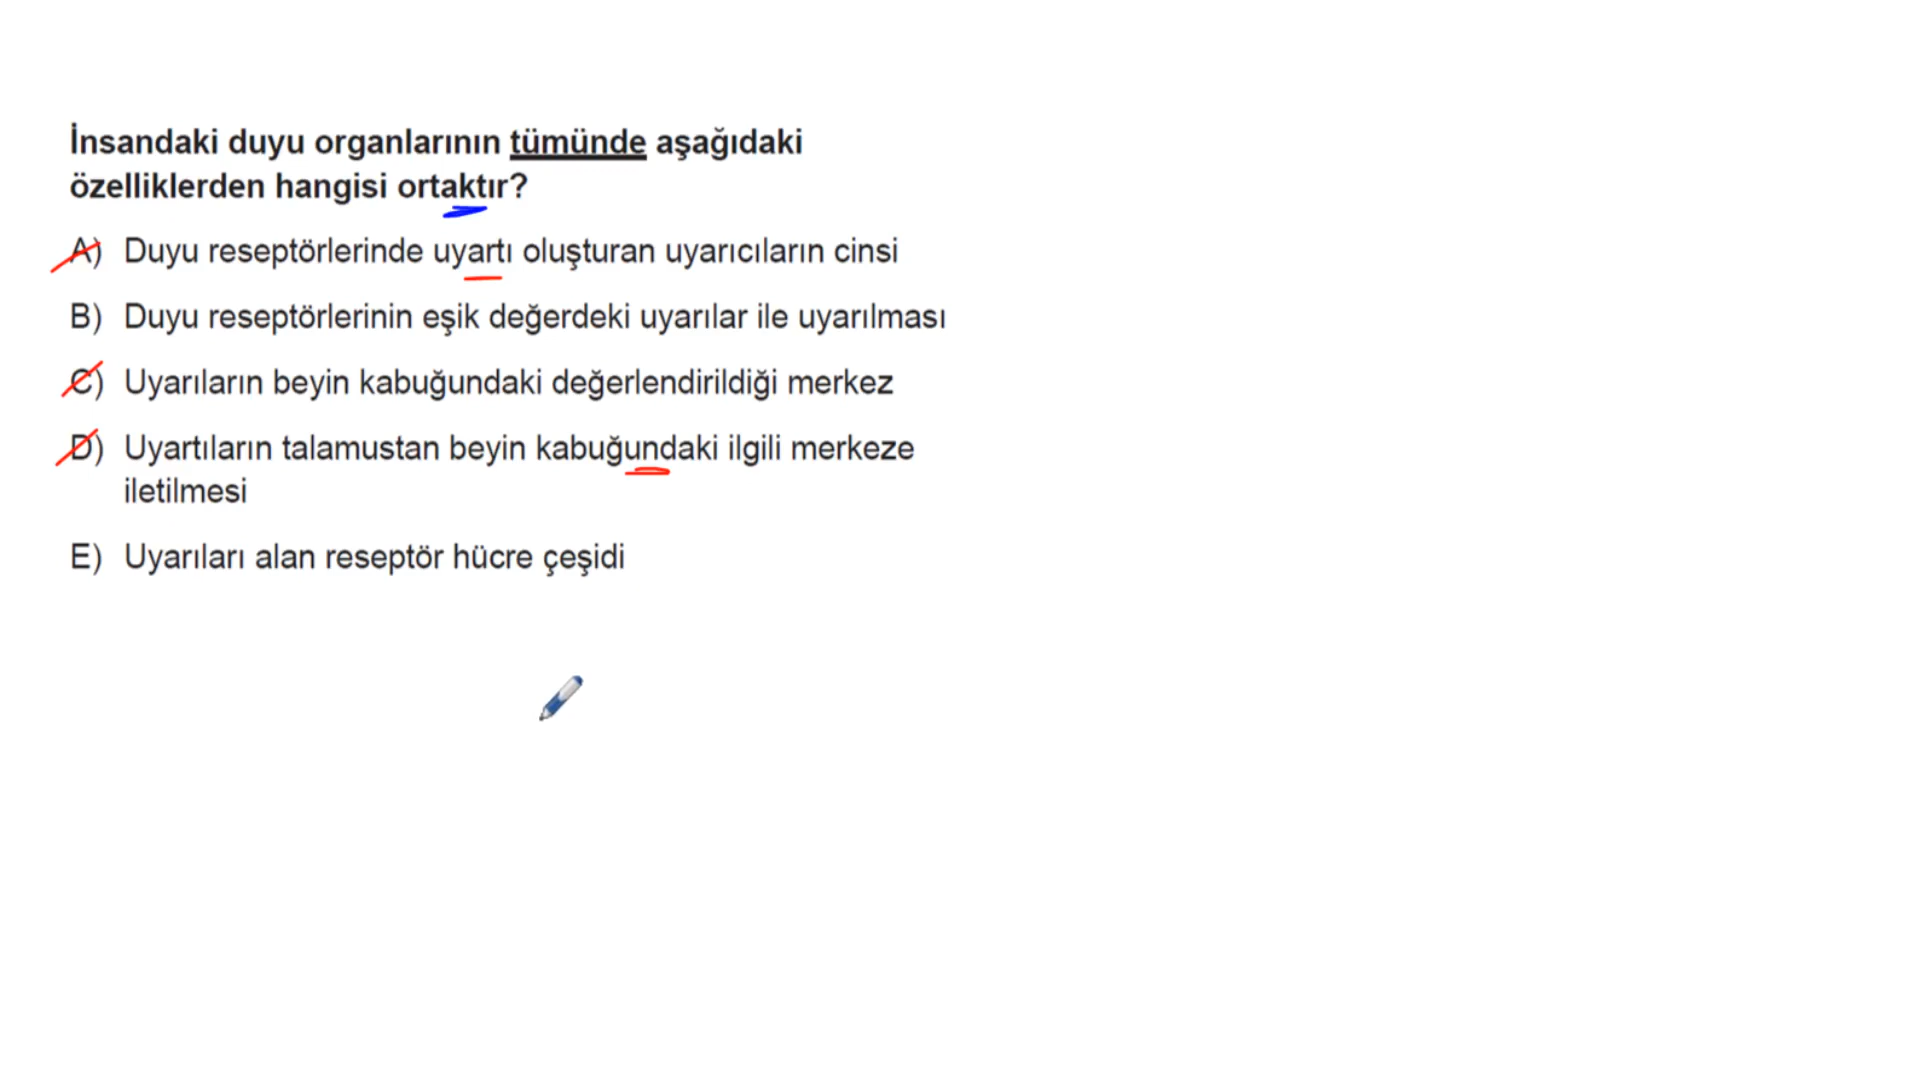 İnsandaki duyu organlarının tümünde aşağıdaki
özelliklerden hangisi ortaktır?
A) Duyu reseptörlerinde uyartı oluşturan uyarıcıların cinsi
B) Duyu reseptörlerinin eşik değerdeki uyarılar ile uyarılması
C) Uyarıların beyin kabuğundaki değerlendirildiği merkez
D) Uyartıların talamustan beyin kabuğundaki ilgili merkeze
iletilmesi
E) Uyarıları alan reseptör hücre çeşidi